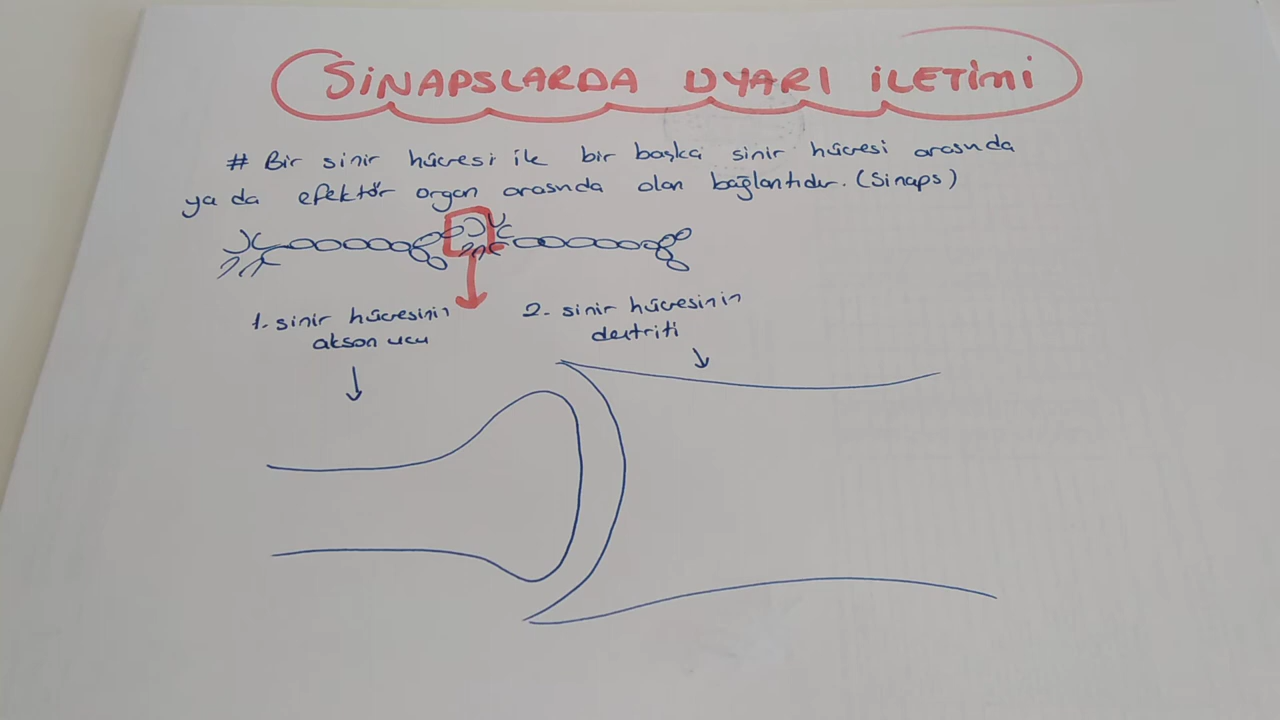 SİNAPSLARDA UYARI İLETİMİ
# Bir sinir hücresi ile bir başka sinir hücresi arasında
ya da efektör organ arasında olan bağlantıdır. (Sinaps)
1. sinir hücresinin
akson ucu
2. sinir hücresinin
destriti